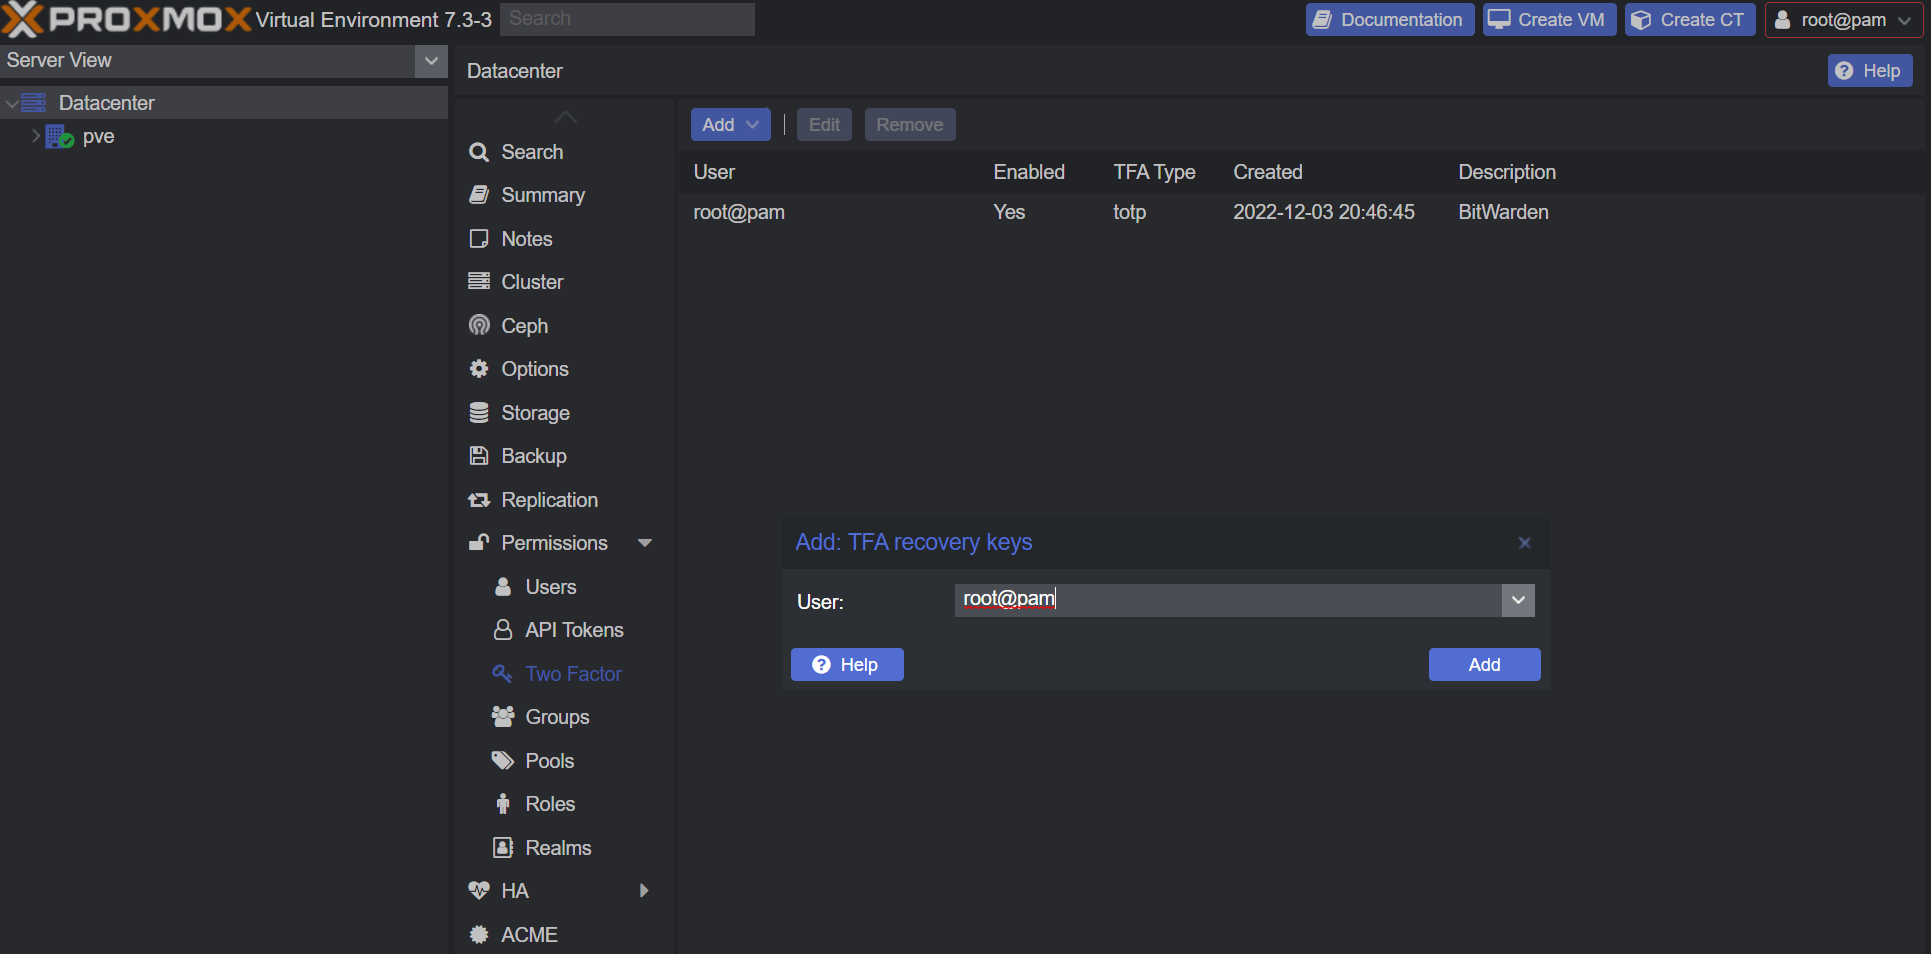 PROXMOX Virtual Environment 7.3-3 Search Documentation Create VM Create CT root@pam
Server View
Datacenter
pve
Datacenter Help
Search
Summary
Notes
Cluster
Ceph
Options
Storage
Backup
Replication
Permissions
Users
API Tokens
Two Factor
Groups
Pools
Roles
Realms
HA
ACME
Add Edit Remove
User Enabled TFA Type Created Description
root@pam Yes totp 2022-12-03 20:46:45 BitWarden
Add: TFA recovery keys
User: root@pam
Help Add